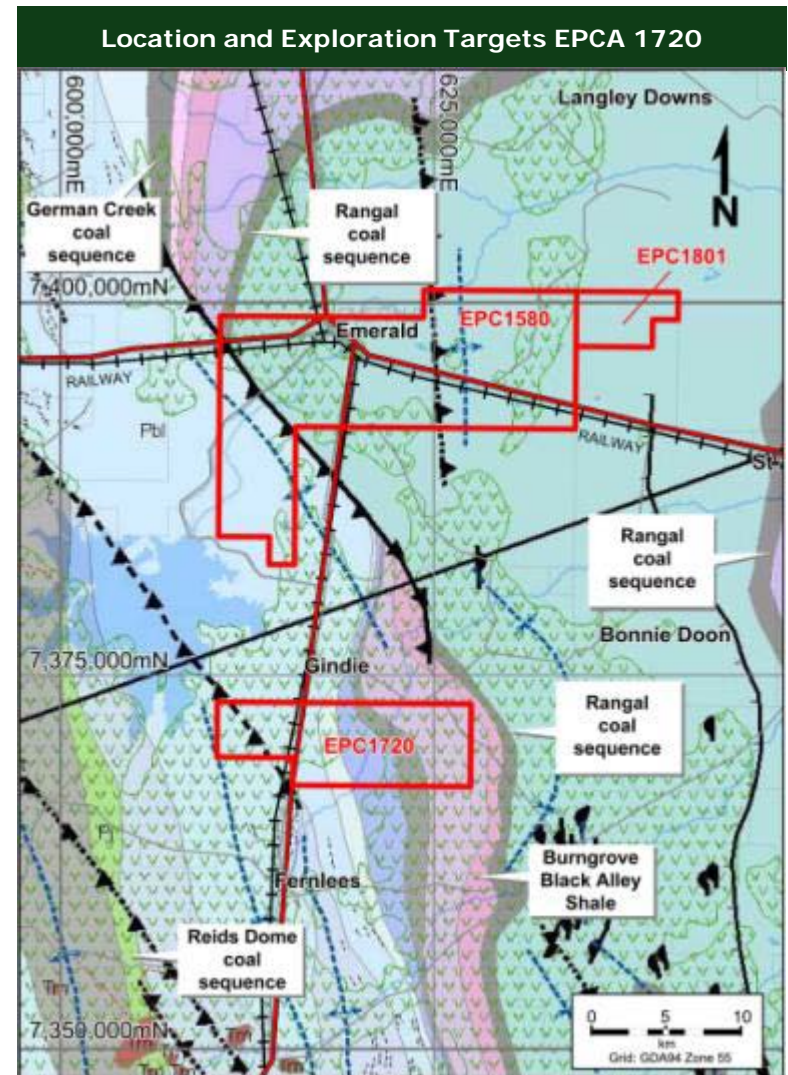 Location and Exploration Targets EPCA 1720
600,000mE
625,000mE
Langley Downs
N
German Creek
coal
sequence
Rangal
coal
sequence
EPC1801
7,400,000mN
Emerald
EPC1580
RAILWAY
Pbl
RAILWAY
St
Rangal
coal
sequence
Bonnie Doon
7,375,000mN
Gindie
Rangal
coal
sequence
EPC1720
Burngrove
Black Alley
Shale
Fernlees
Reids Dome
coal
sequence
7,350,000mN
Tm
0 5 10
km
Grid: GDA94 Zone 55